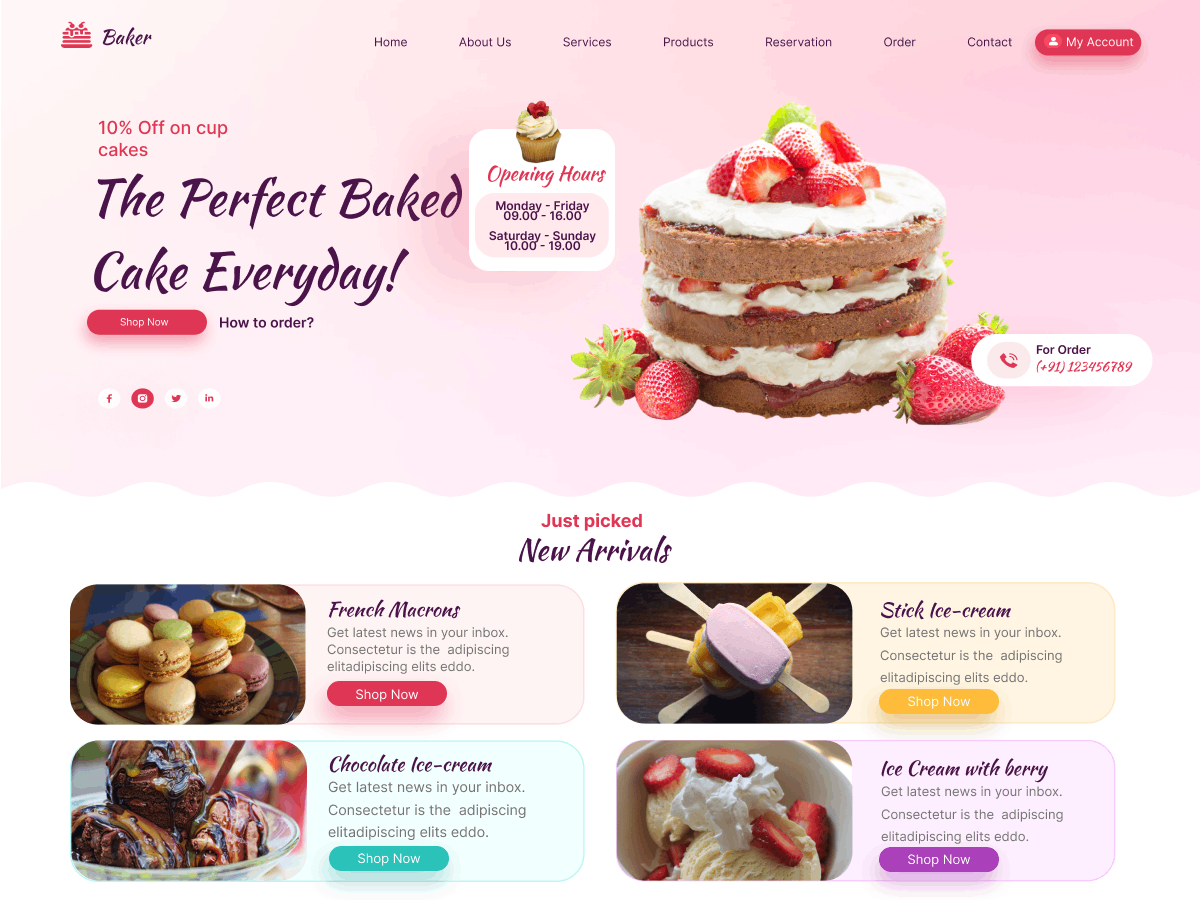 Baker
Home
About Us
Services
Products
Reservation
Order
Contact
My Account
10% Off on cup
cakes
The Perfect Baked
Cake Everyday!
Shop Now
How to order?
Opening Hours
Monday - Friday
09.00 - 16.00
Saturday - Sunday
10.00 - 19.00
For Order
(+91) 123456789
Just picked
New Arrivals
French Macrons
Get latest news in your inbox.
Consectetur is the adipiscing
elitadipiscing elits eddo.
Shop Now
Stick Ice-cream
Get latest news in your inbox.
Consectetur is the adipiscing
elitadipiscing elits eddo.
Shop Now
Chocolate Ice-cream
Get latest news in your inbox.
Consectetur is the adipiscing
elitadipiscing elits eddo.
Shop Now
Ice Cream with berry
Get latest news in your inbox.
Consectetur is the adipiscing
elitadipiscing elits eddo.
Shop Now